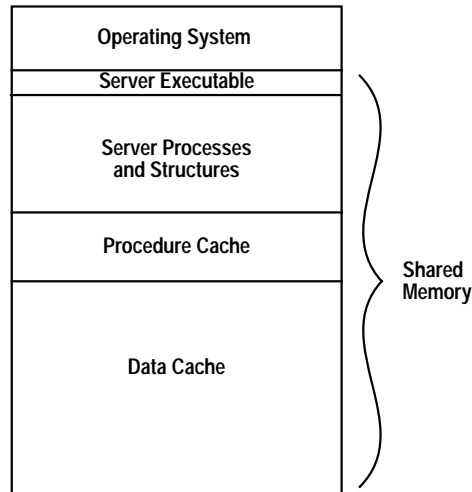 Operating System
Server Executable
Server Processes
and Structures
Procedure Cache
Shared
Memory
Data Cache